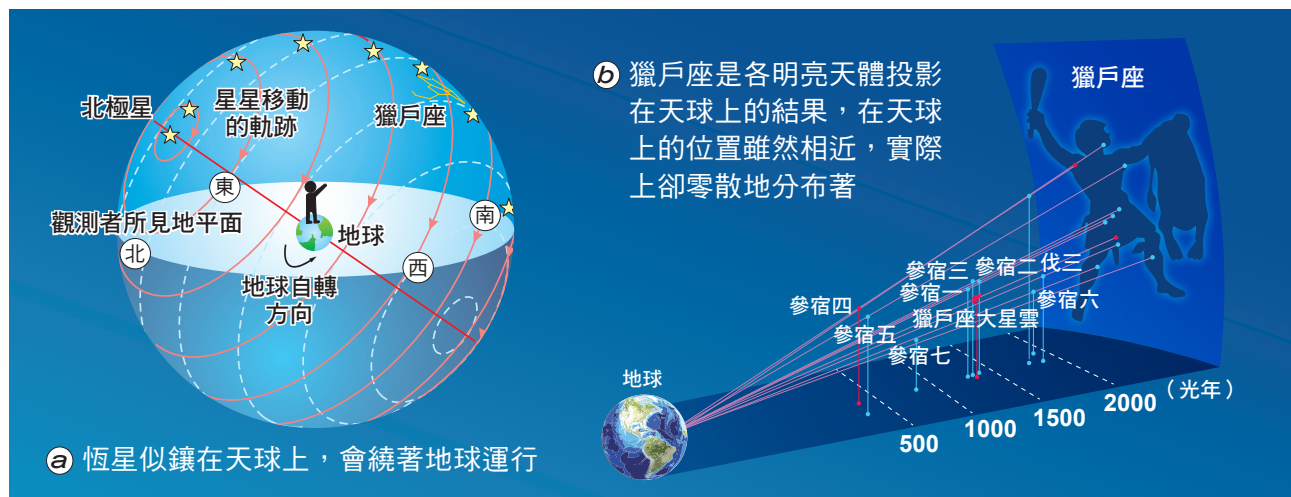 北極星
星星移動
的軌跡
獵戶座
東
南
觀測者所見地平面
地球
北
西
地球自轉
方向
ⓐ 恆星似鑲在天球上，會繞著地球運行
ⓑ 獵戶座是各明亮天體投影
在天球上的結果，在天球
上的位置雖然相近，實際
上卻零散地分布著
獵戶座
參宿三
參宿二
伐三
參宿一
參宿四
參宿六
獵戶座大星雲
參宿五
參宿七
地球
500
1000
1500
2000
（光年）